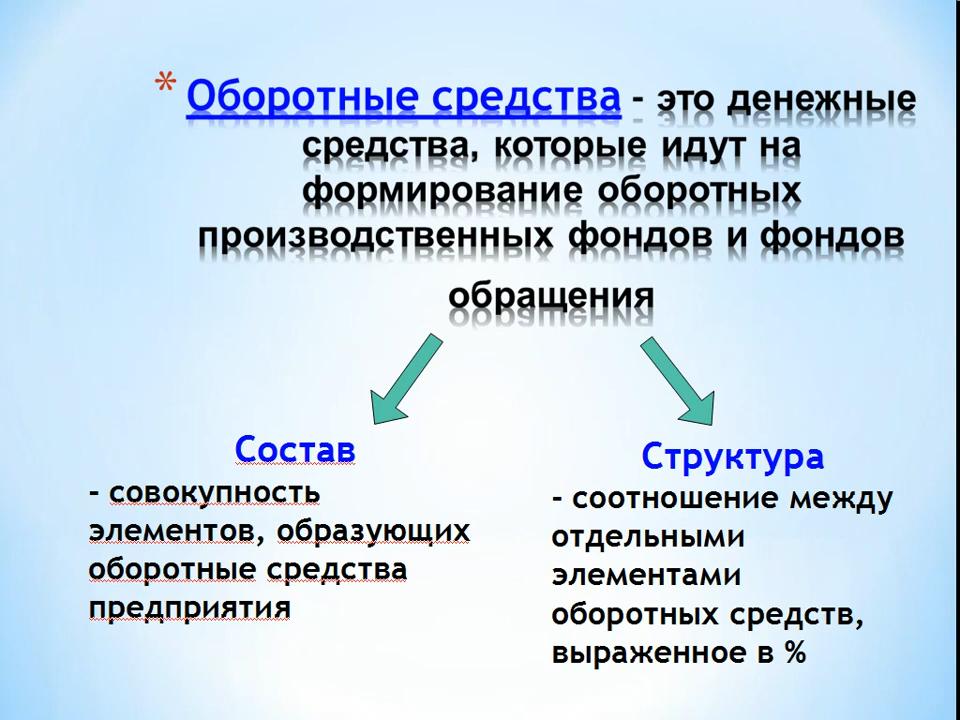 * Оборотные средства - это денежные
средства, которые идут на
формирование оборотных
производственных фондов и фондов
обращения
Состав
- совокупность
элементов, образующих
оборотные средства
предприятия
Структура
- соотношение между
отдельными
элементами
оборотных средств,
выраженное в %